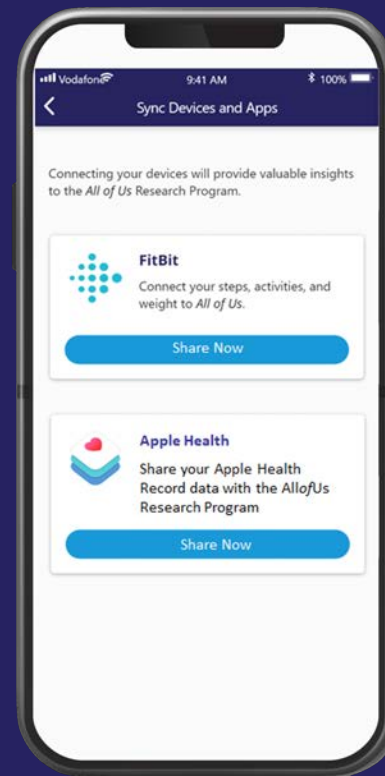 Vodafone
9:41 AM
100%
Sync Devices and Apps
Connecting your devices will provide valuable insights
to the All of Us Research Program.
FitBit
Connect your steps, activities, and
weight to All of Us.
Share Now
Apple Health
Share your Apple Health
Record data with the AllofUs
Research Program
Share Now